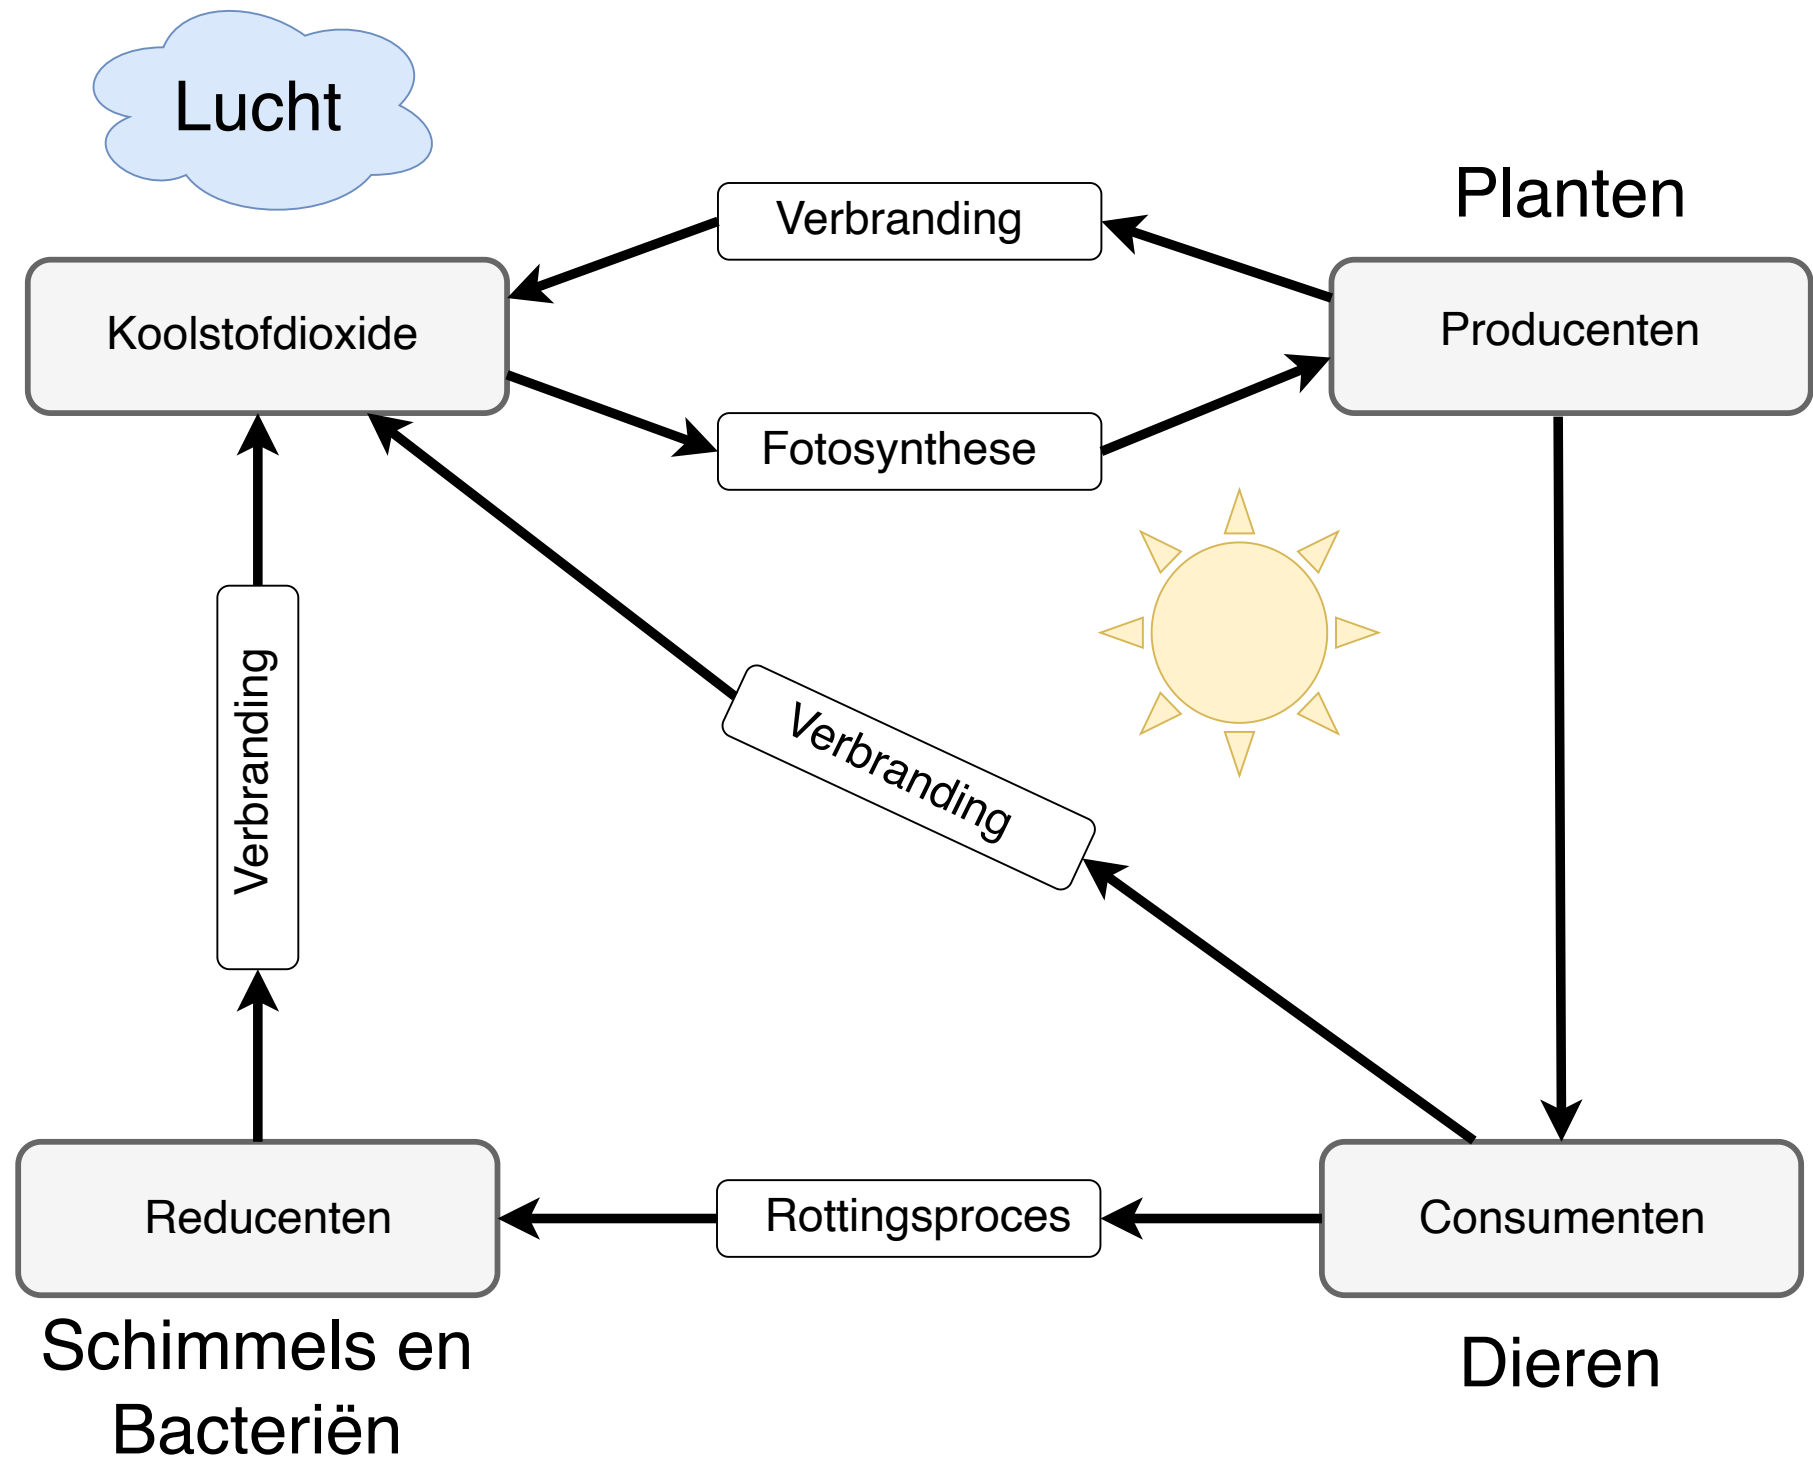 Lucht
Planten
Verbranding
Koolstofdioxide
Producenten
Fotosynthese
Verbranding
Verbranding
Reducenten
Rottingsproces
Consumenten
Schimmels en
Bacteriën
Dieren